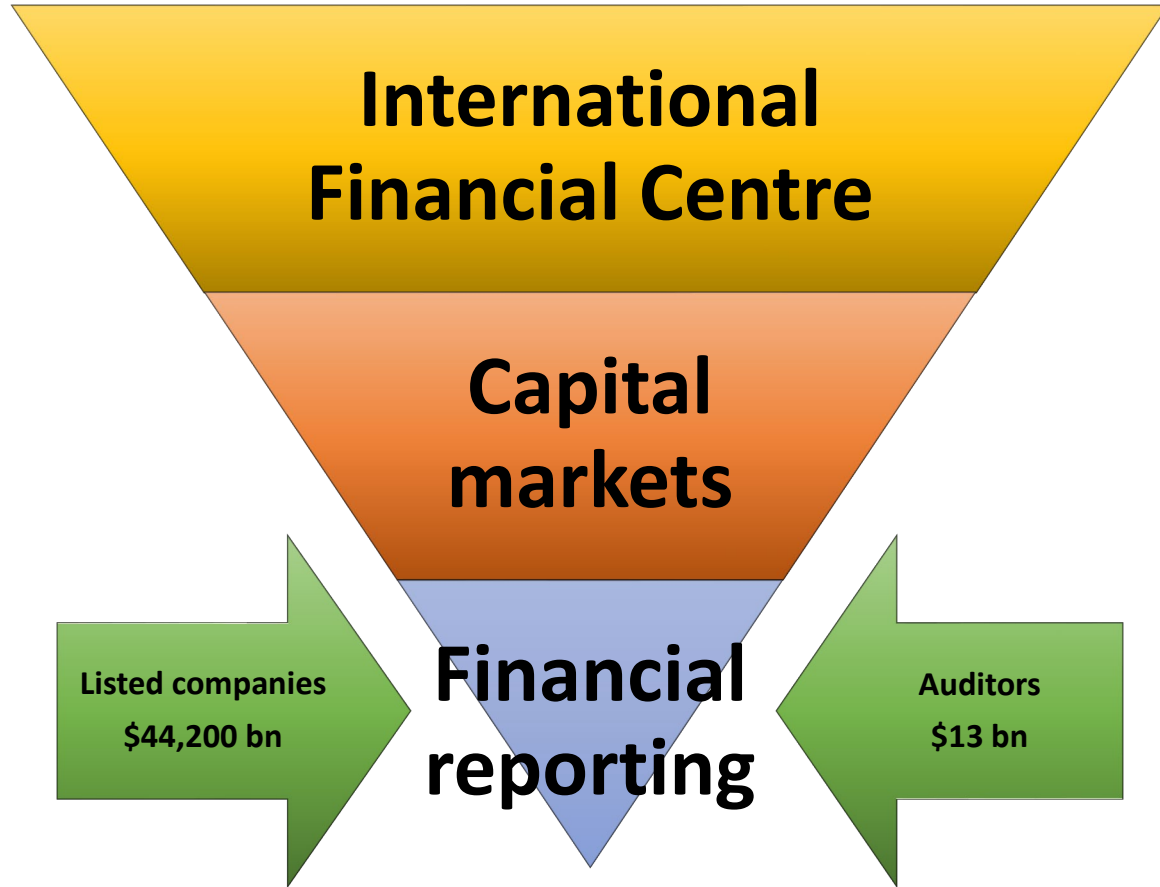 International
Financial Centre
Capital
markets
Financial
reporting
Listed companies
$44,200 bn
Auditors
$13 bn